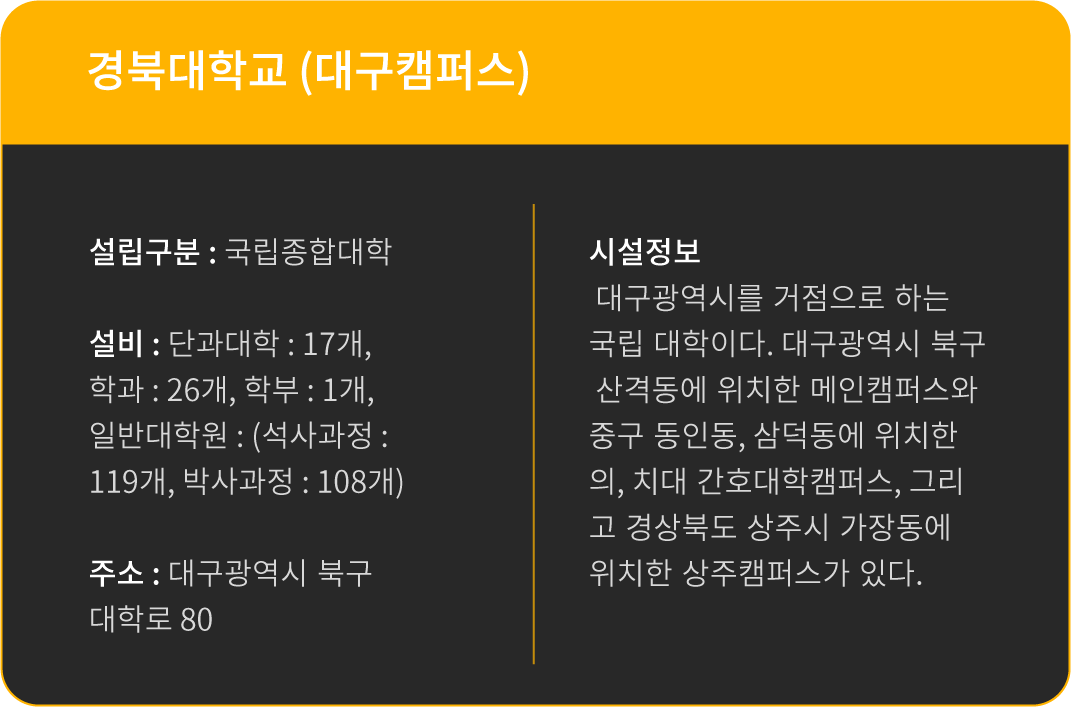 경북대학교 (대구캠퍼스)
설립구분 : 국립종합대학
설비 : 단과대학 : 17개,
학과 : 26개, 학부 : 1개,
일반대학원 : (석사과정 :
119개, 박사과정 : 108개)
주소 : 대구광역시 북구
대학로 80
시설정보
대구광역시를 거점으로 하는
국립 대학이다. 대구광역시 북구
산격동에 위치한 메인캠퍼스와
중구 동인동, 삼덕동에 위치한
의, 치대 간호대학캠퍼스, 그리
고 경상북도 상주시 가장동에
위치한 상주캠퍼스가 있다.